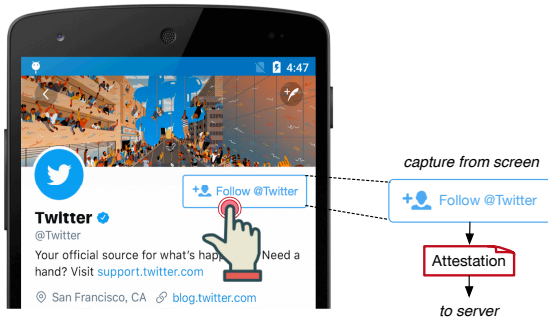 4:47
Follow @Twitter
Twitter
@Twitter
Your official source for what's hap Need a
hand? Visit support.twitter.com
San Francisco, CA blog.twitter.com
capture from screen
Follow @Twitter
Attestation
to server